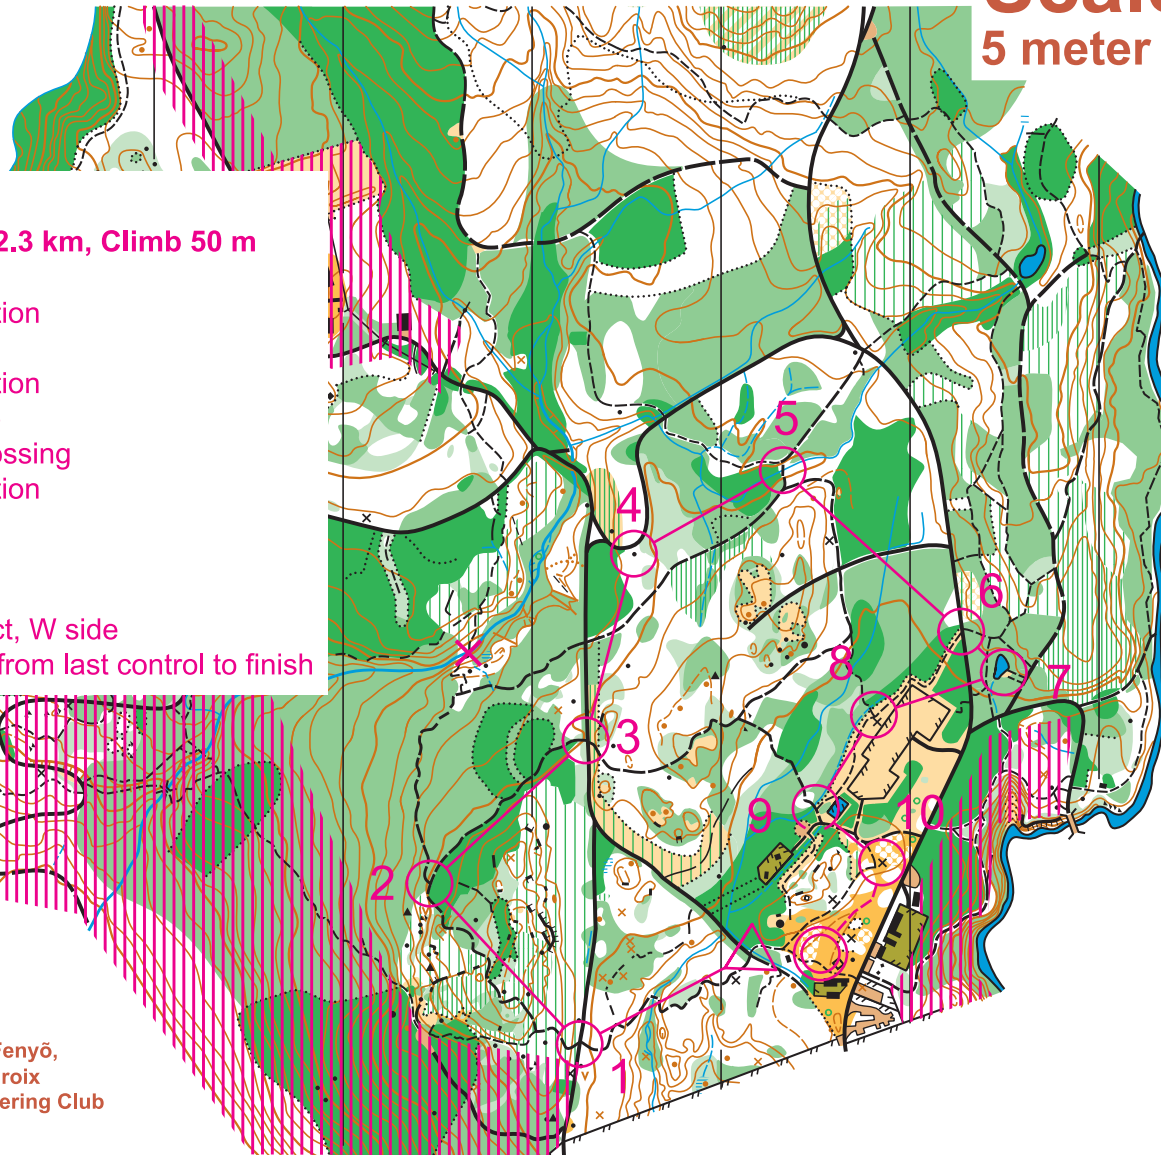 5 meter
2.3 km, Climb 50 m
tion
tion
ossing
tion
ct, W side
from last control to finish
5
4
6
8
7
3
9
10
2
1
Fenyõ,
roix
ering Club